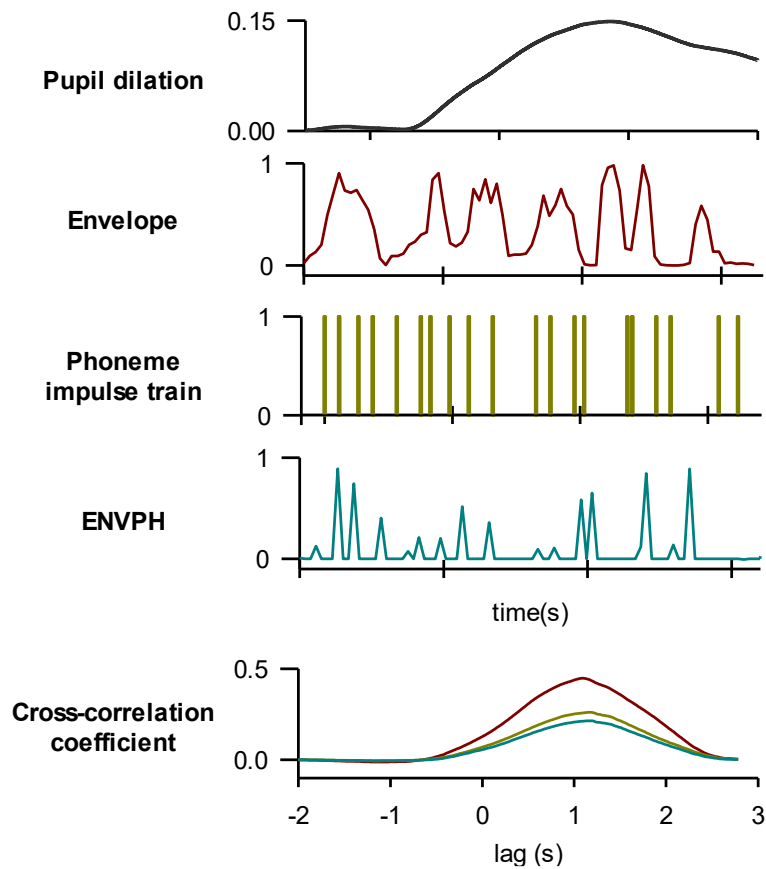 0.15
Pupil dilation
0.00
1
Envelope
0
1
Phoneme
impulse train
0
1
ENVPH
0
time(s)
0.5
Cross-correlation
coefficient
0.0
-2 -1 0 1 2 3
lag (s)